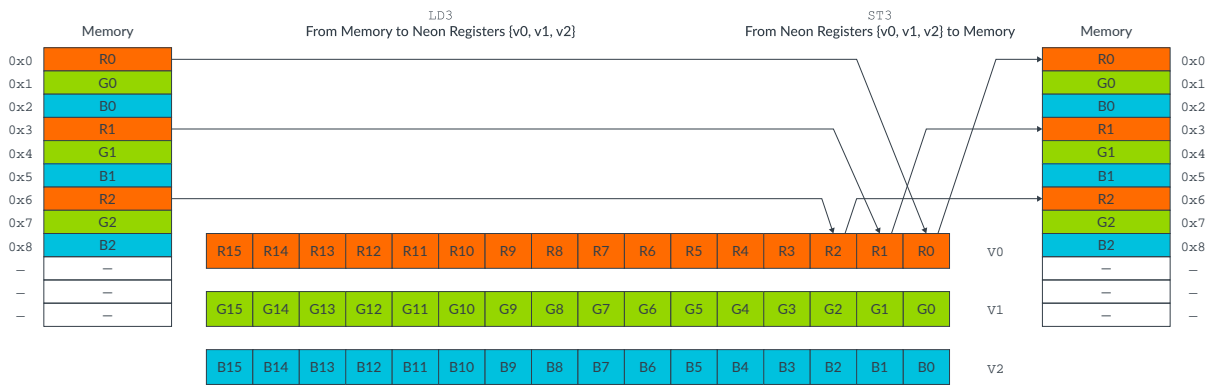 LD3
ST3
Memory
From Memory to Neon Registers {v0, v1, v2}
From Neon Registers {v0, v1, v2} to Memory
Memory
0x0 R0 R0 0x0
0x1 G0 G0 0x1
0x2 B0 B0 0x2
0x3 R1 R1 0x3
0x4 G1 G1 0x4
0x5 B1 B1 0x5
0x6 R2 R2 0x6
0x7 G2 G2 0x7
0x8 B2 B2 0x8
– – – –
– – – –
– – – –
R15 R14 R13 R12 R11 R10 R9 R8 R7 R6 R5 R4 R3 R2 R1 R0 V0
G15 G14 G13 G12 G11 G10 G9 G8 G7 G6 G5 G4 G3 G2 G1 G0 V1
B15 B14 B13 B12 B11 B10 B9 B8 B7 B6 B5 B4 B3 B2 B1 B0 V2